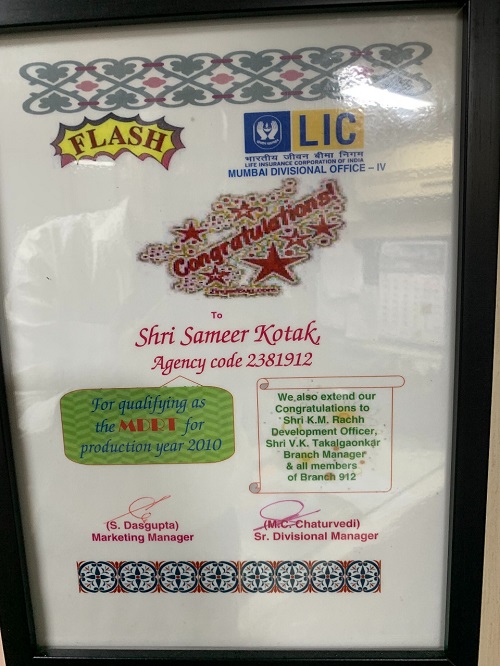 FLASH
LIC
भारतीय जीवन बीमा निगम
LIFE INSURANCE CORPORATION OF INDIA
MUMBAI DIVISIONAL OFFICE – IV
Congratulations!
To
Shri Sameer Kotak,
Agency code 2381912
For qualifying as
the MDRT for
production year 2010
We also extend our
Congratulations to
Shri K.M. Rachh
Development Officer,
Shri V.K. Takalgaonkar
Branch Manager
& all members
of Branch 912
(S. Dasgupta)
Marketing Manager
(M.C. Chaturvedi)
Sr. Divisional Manager